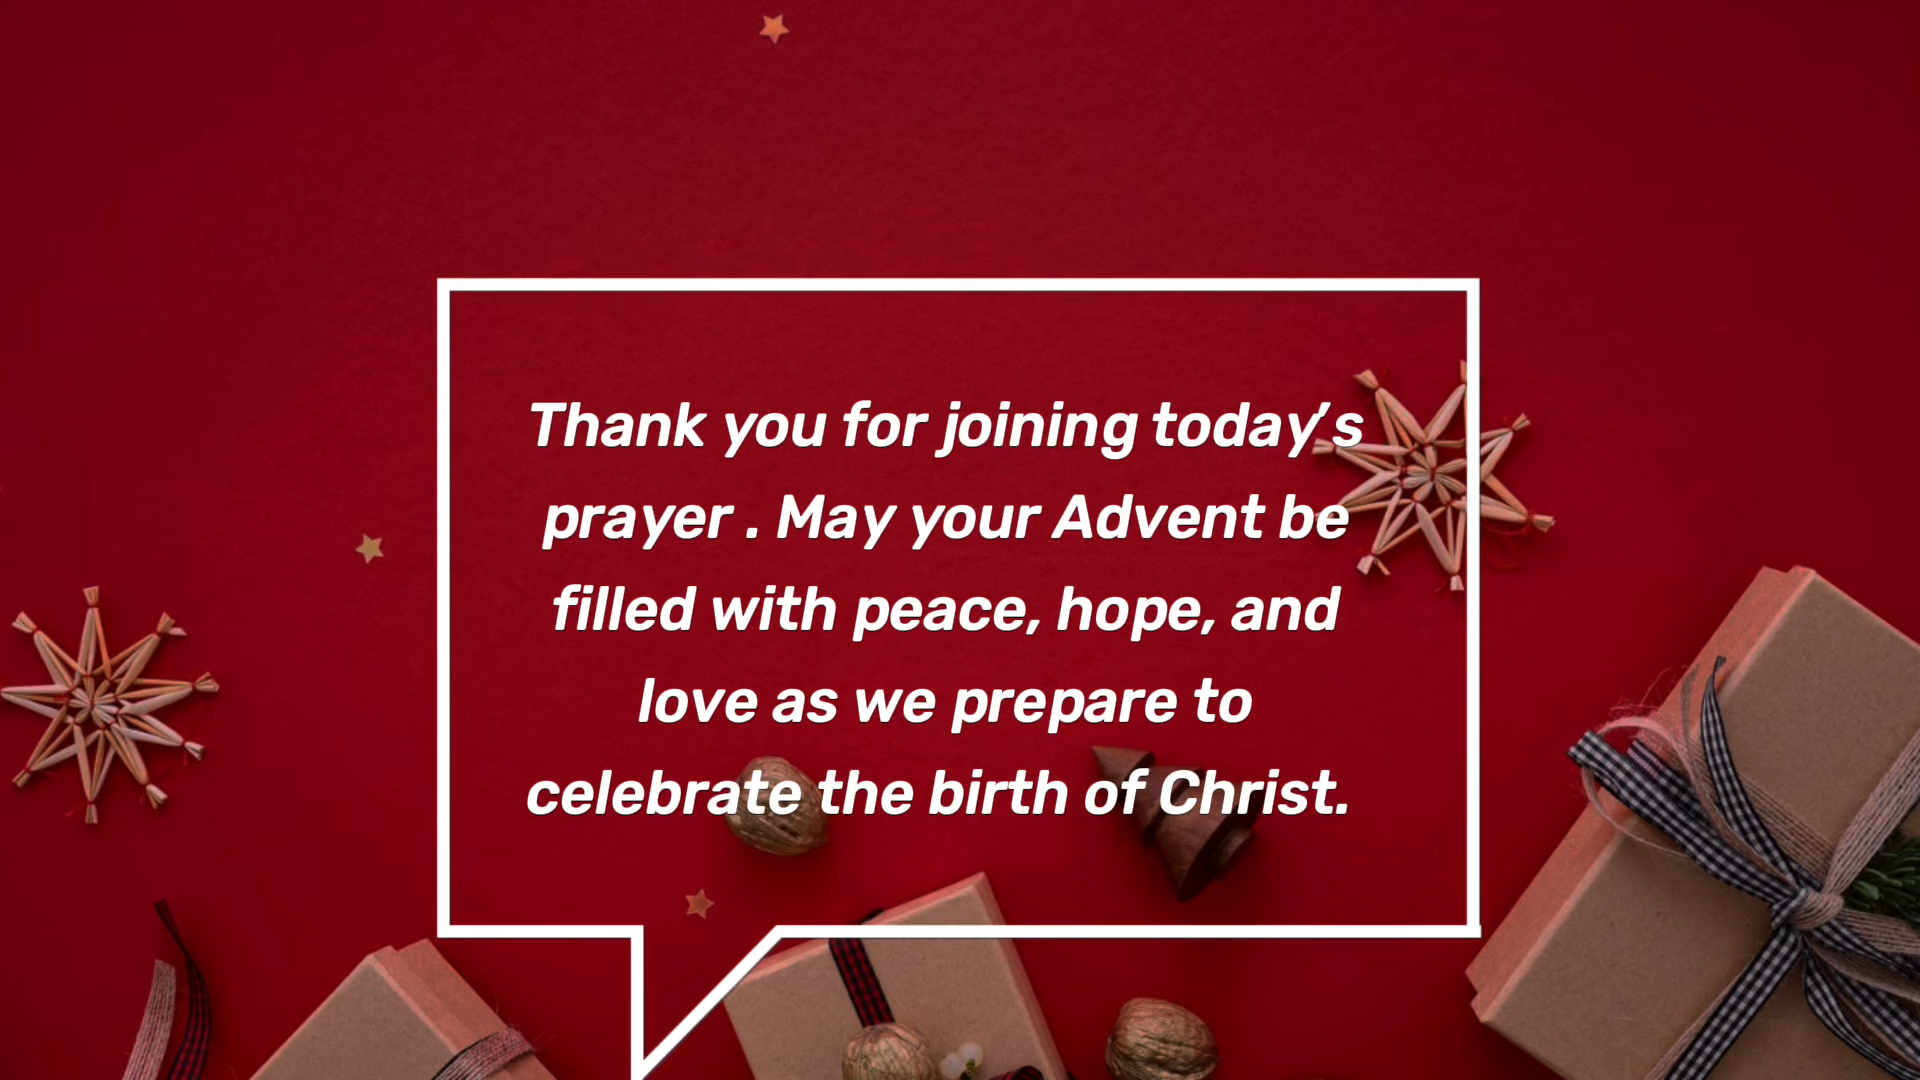 Thank you for joining today's
prayer . May your Advent be
filled with peace, hope, and
love as we prepare to
celebrate the birth of Christ.